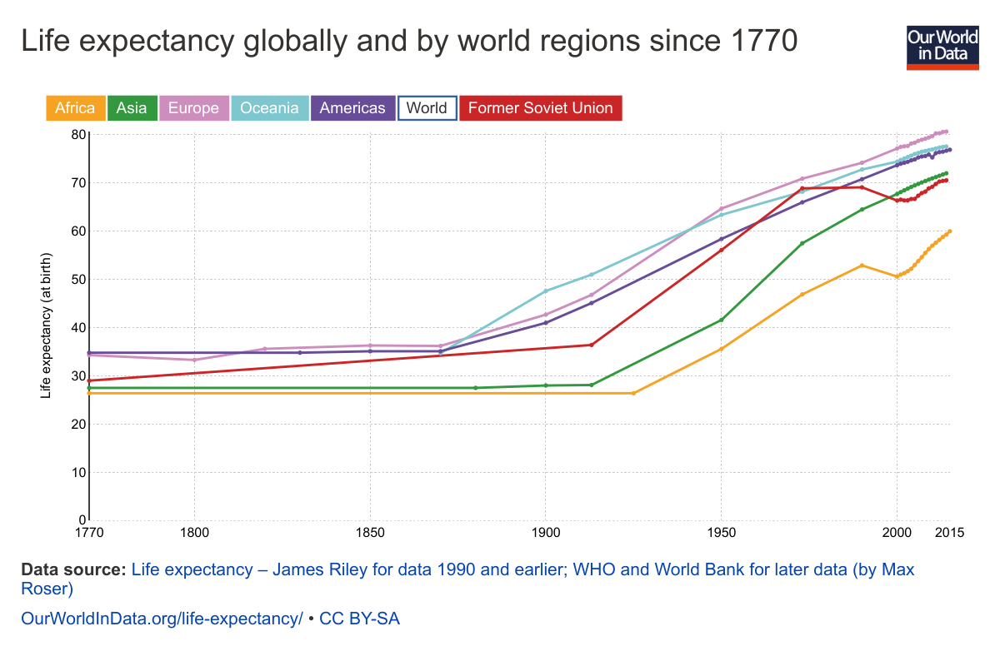 Life expectancy globally and by world regions since 1770
Our World
in Data
Africa Asia Europe Oceania Americas World Former Soviet Union
Life expectancy (at birth)
80
70
60
50
40
30
20
10
0
1770 1800 1850 1900 1950 2000 2015
Data source: Life expectancy – James Riley for data 1990 and earlier; WHO and World Bank for later data (by Max
Roser)
OurWorldInData.org/life-expectancy/ • CC BY-SA